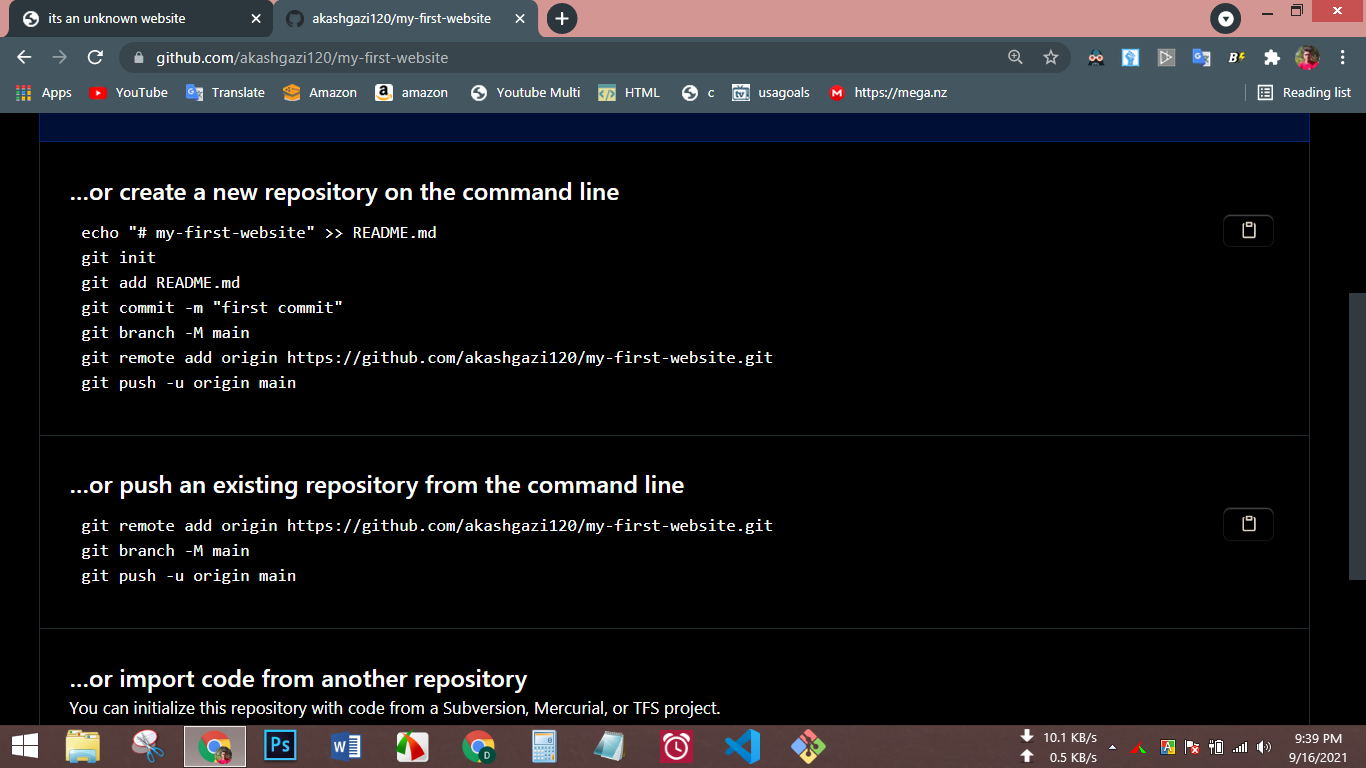 its an unknown website
akashgazi120/my-first-website
github.com/akashgazi120/my-first-website
Apps YouTube Translate Amazon amazon Youtube Multi HTML c usagoals https://mega.nz Reading list
...or create a new repository on the command line
echo "# my-first-website" >> README.md
git init
git add README.md
git commit -m "first commit"
git branch -M main
git remote add origin https://github.com/akashgazi120/my-first-website.git
git push -u origin main
...or push an existing repository from the command line
git remote add origin https://github.com/akashgazi120/my-first-website.git
git branch -M main
git push -u origin main
...or import code from another repository
You can initialize this repository with code from a Subversion, Mercurial, or TFS project.
10.1 KB/s
0.5 KB/s
9:39 PM
9/16/2021